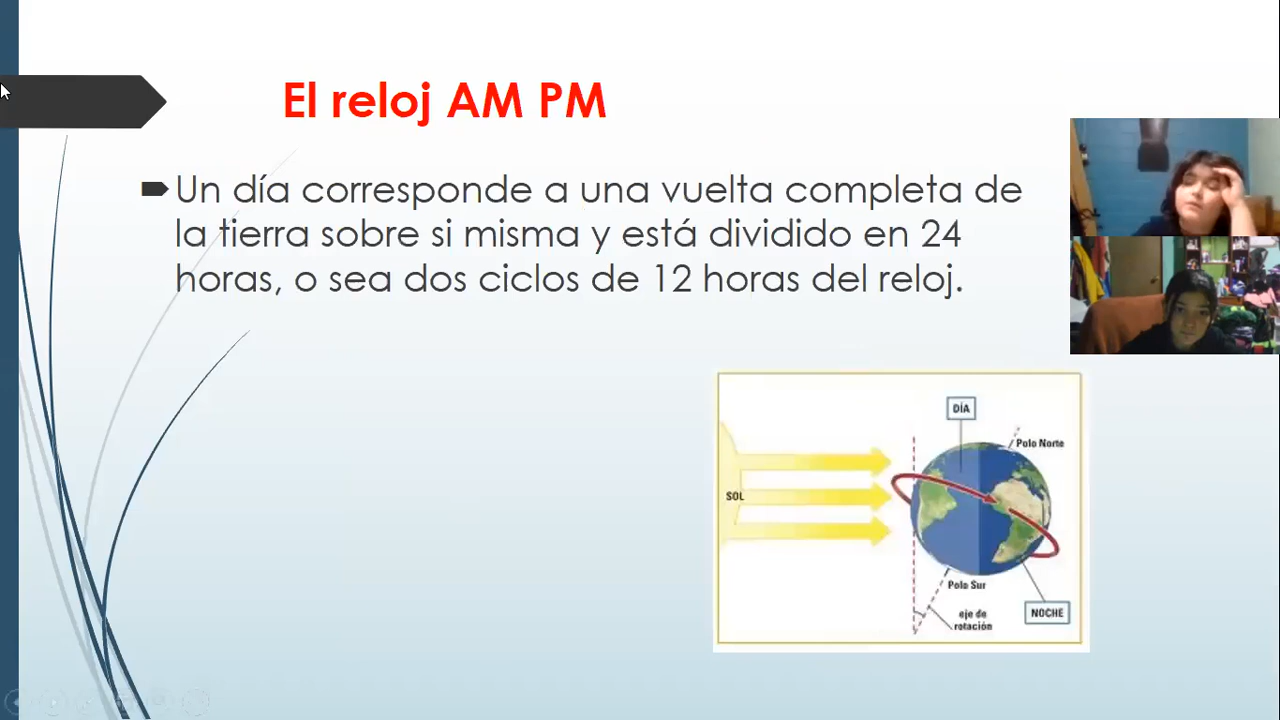 El reloj AM PM
Un día corresponde a una vuelta completa de
la tierra sobre si misma y está dividido en 24
horas, o sea dos ciclos de 12 horas del reloj.
DÍA
Polo Norte
SOL
Polo Sur
eje de
rotación
NOCHE